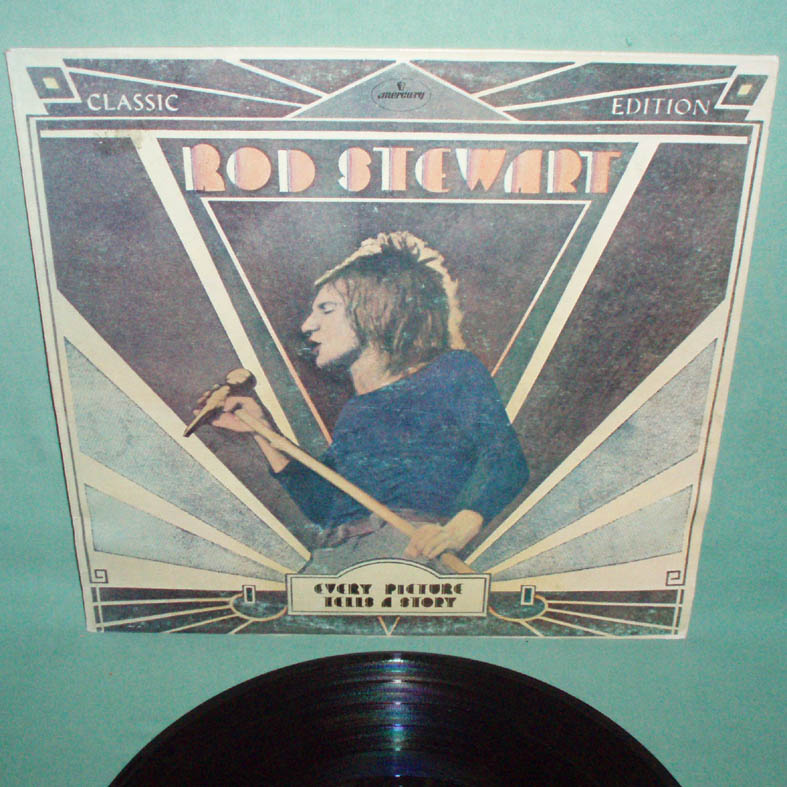 CLASSIC
mercury
EDITION
ROD STEWART
EVERY PICTURE
TELLS A STORY